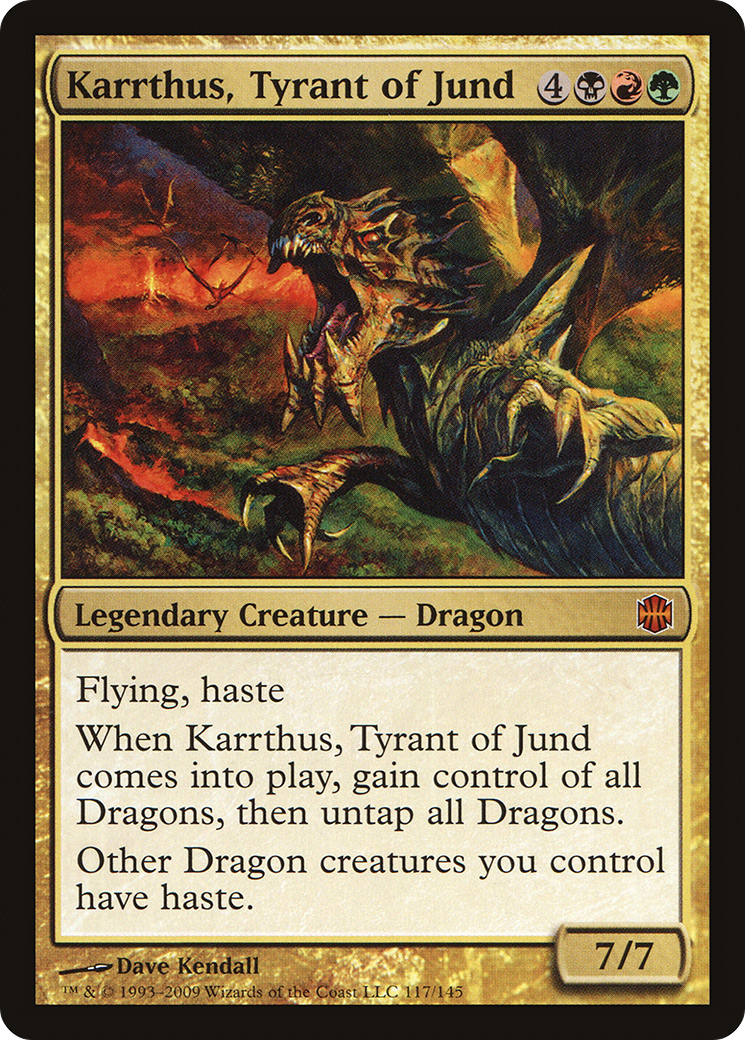 Karrthus, Tyrant of Jund 4
Legendary Creature — Dragon
Flying, haste
When Karrthus, Tyrant of Jund
comes into play, gain control of all
Dragons, then untap all Dragons.
Other Dragon creatures you control
have haste.
7/7
Dave Kendall
™ & © 1993–2009 Wizards of the Coast LLC 117/145